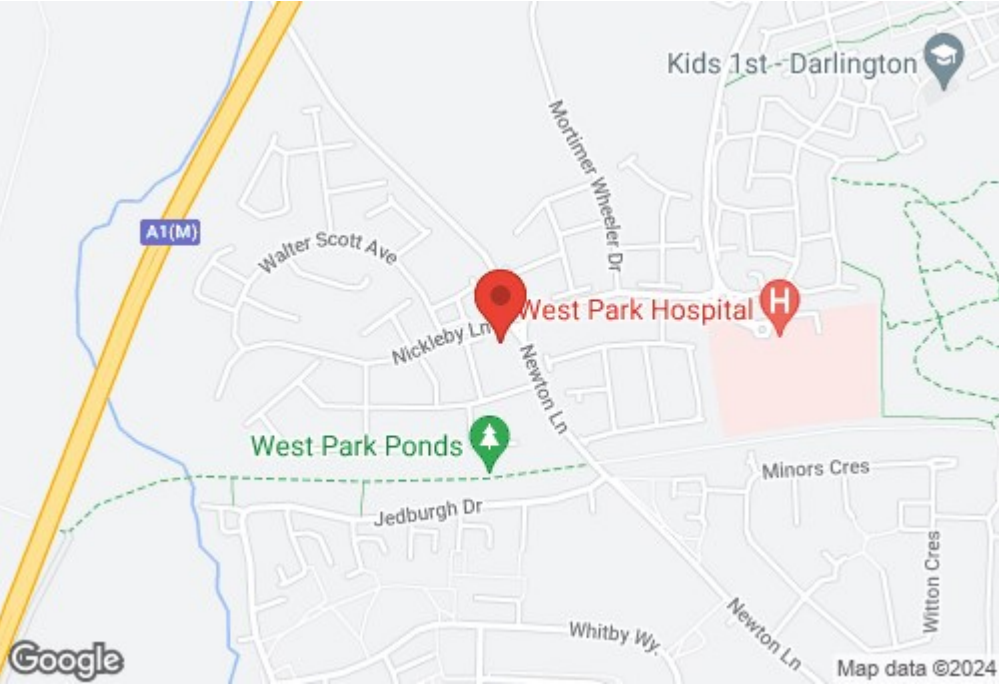 Kids 1st - Darlington
Mortimer Wheeler Dr
A1(M)
Walter Scott Ave
H
West Park Hospital
Nickleby Ln
Newton Ln
West Park Ponds
Minors Cres
Jedburgh Dr
Witton Cres
Newton Ln
Whitby Wy.
Google
Map data ©2024